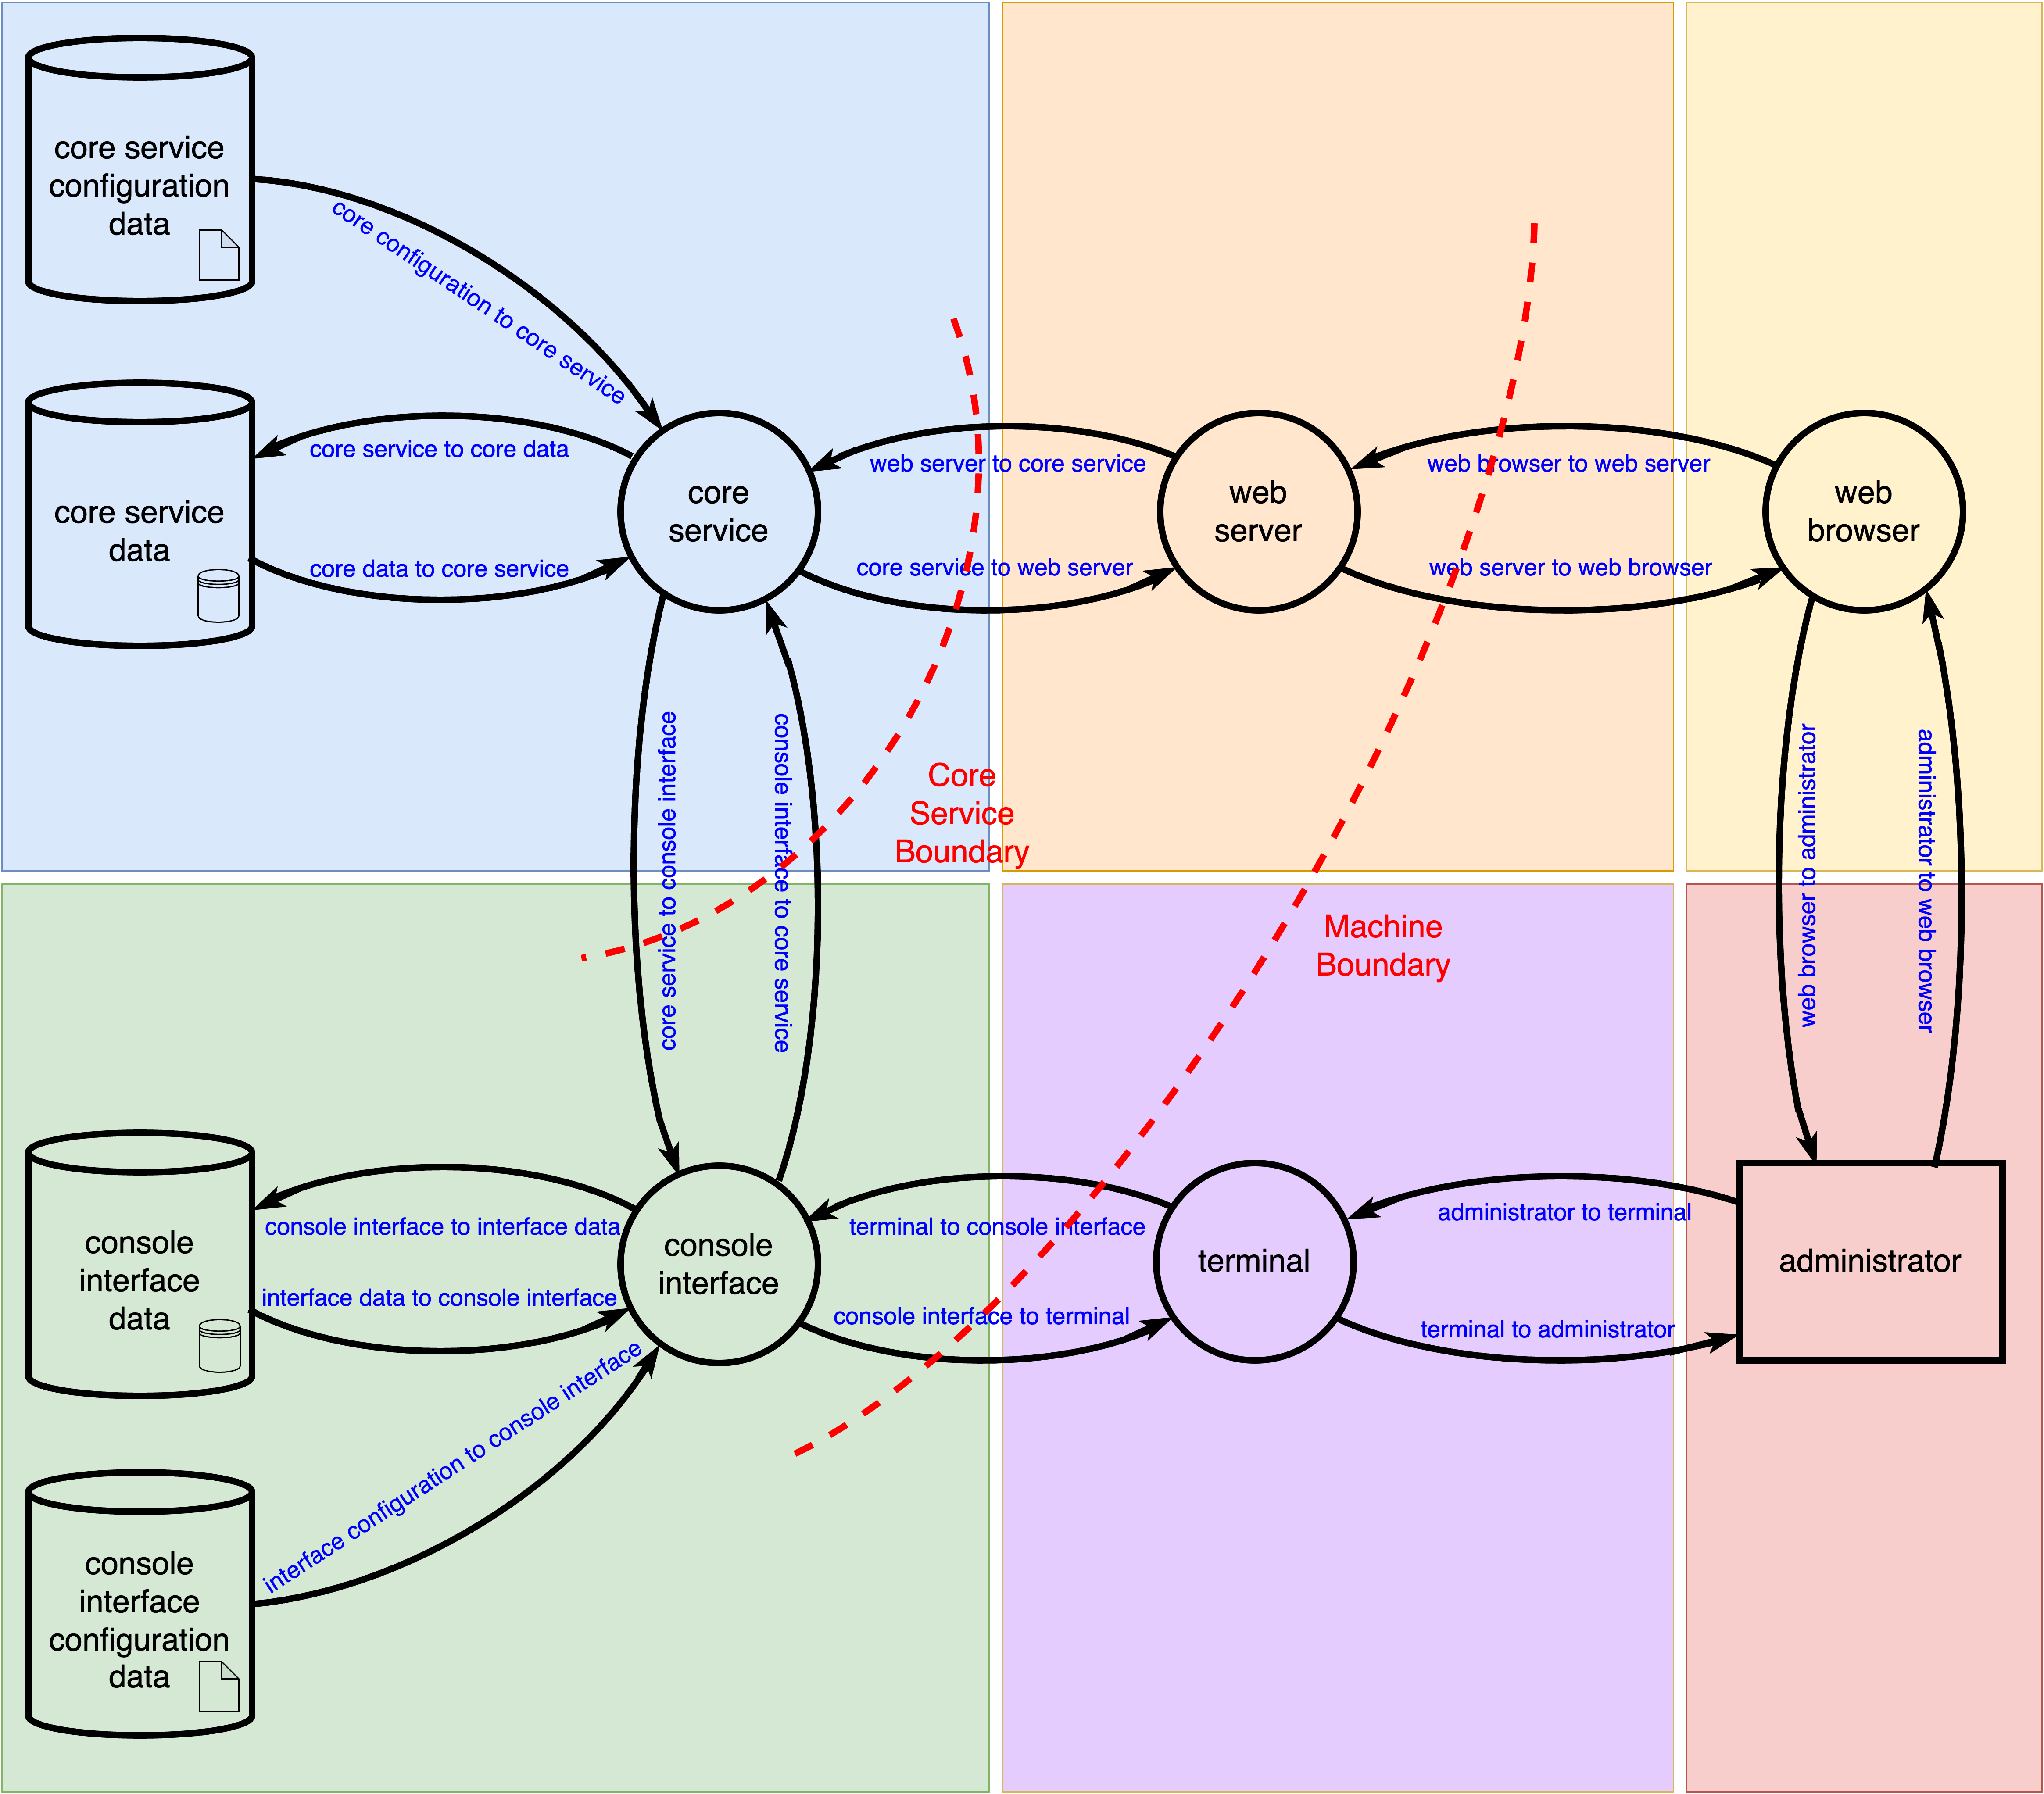 core service
configuration
data
core configuration to core service
core service
data
core service to core data
core data to core service
core
service
web server to core service
core service to web server
web
server
web browser to web server
web server to web browser
web
browser
core service to console interface
console interface to core service
Core
Service
Boundary
Machine
Boundary
web browser to administrator
administrator to web browser
console
interface
data
console interface to interface data
interface data to console interface
console
interface
terminal to console interface
console interface to terminal
terminal
administrator to terminal
terminal to administrator
administrator
interface configuration to console interface
console
interface
configuration
data